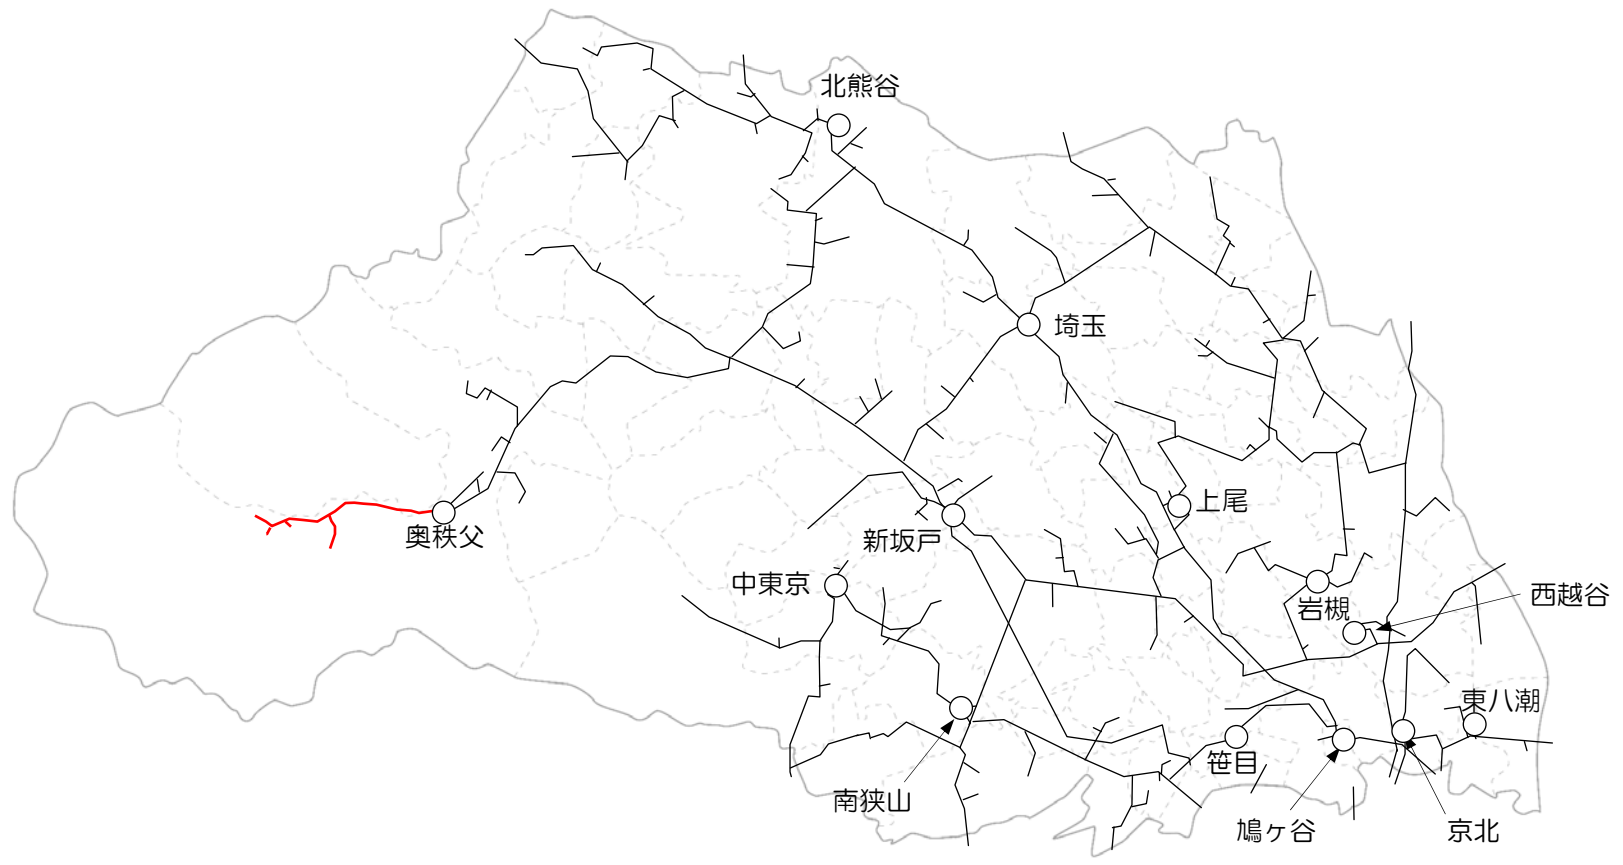 北熊谷
埼玉
上尾
奥秩父
新坂戸
中東京
岩槻
西越谷
東八潮
笹目
南狭山
鳩ヶ谷
京北